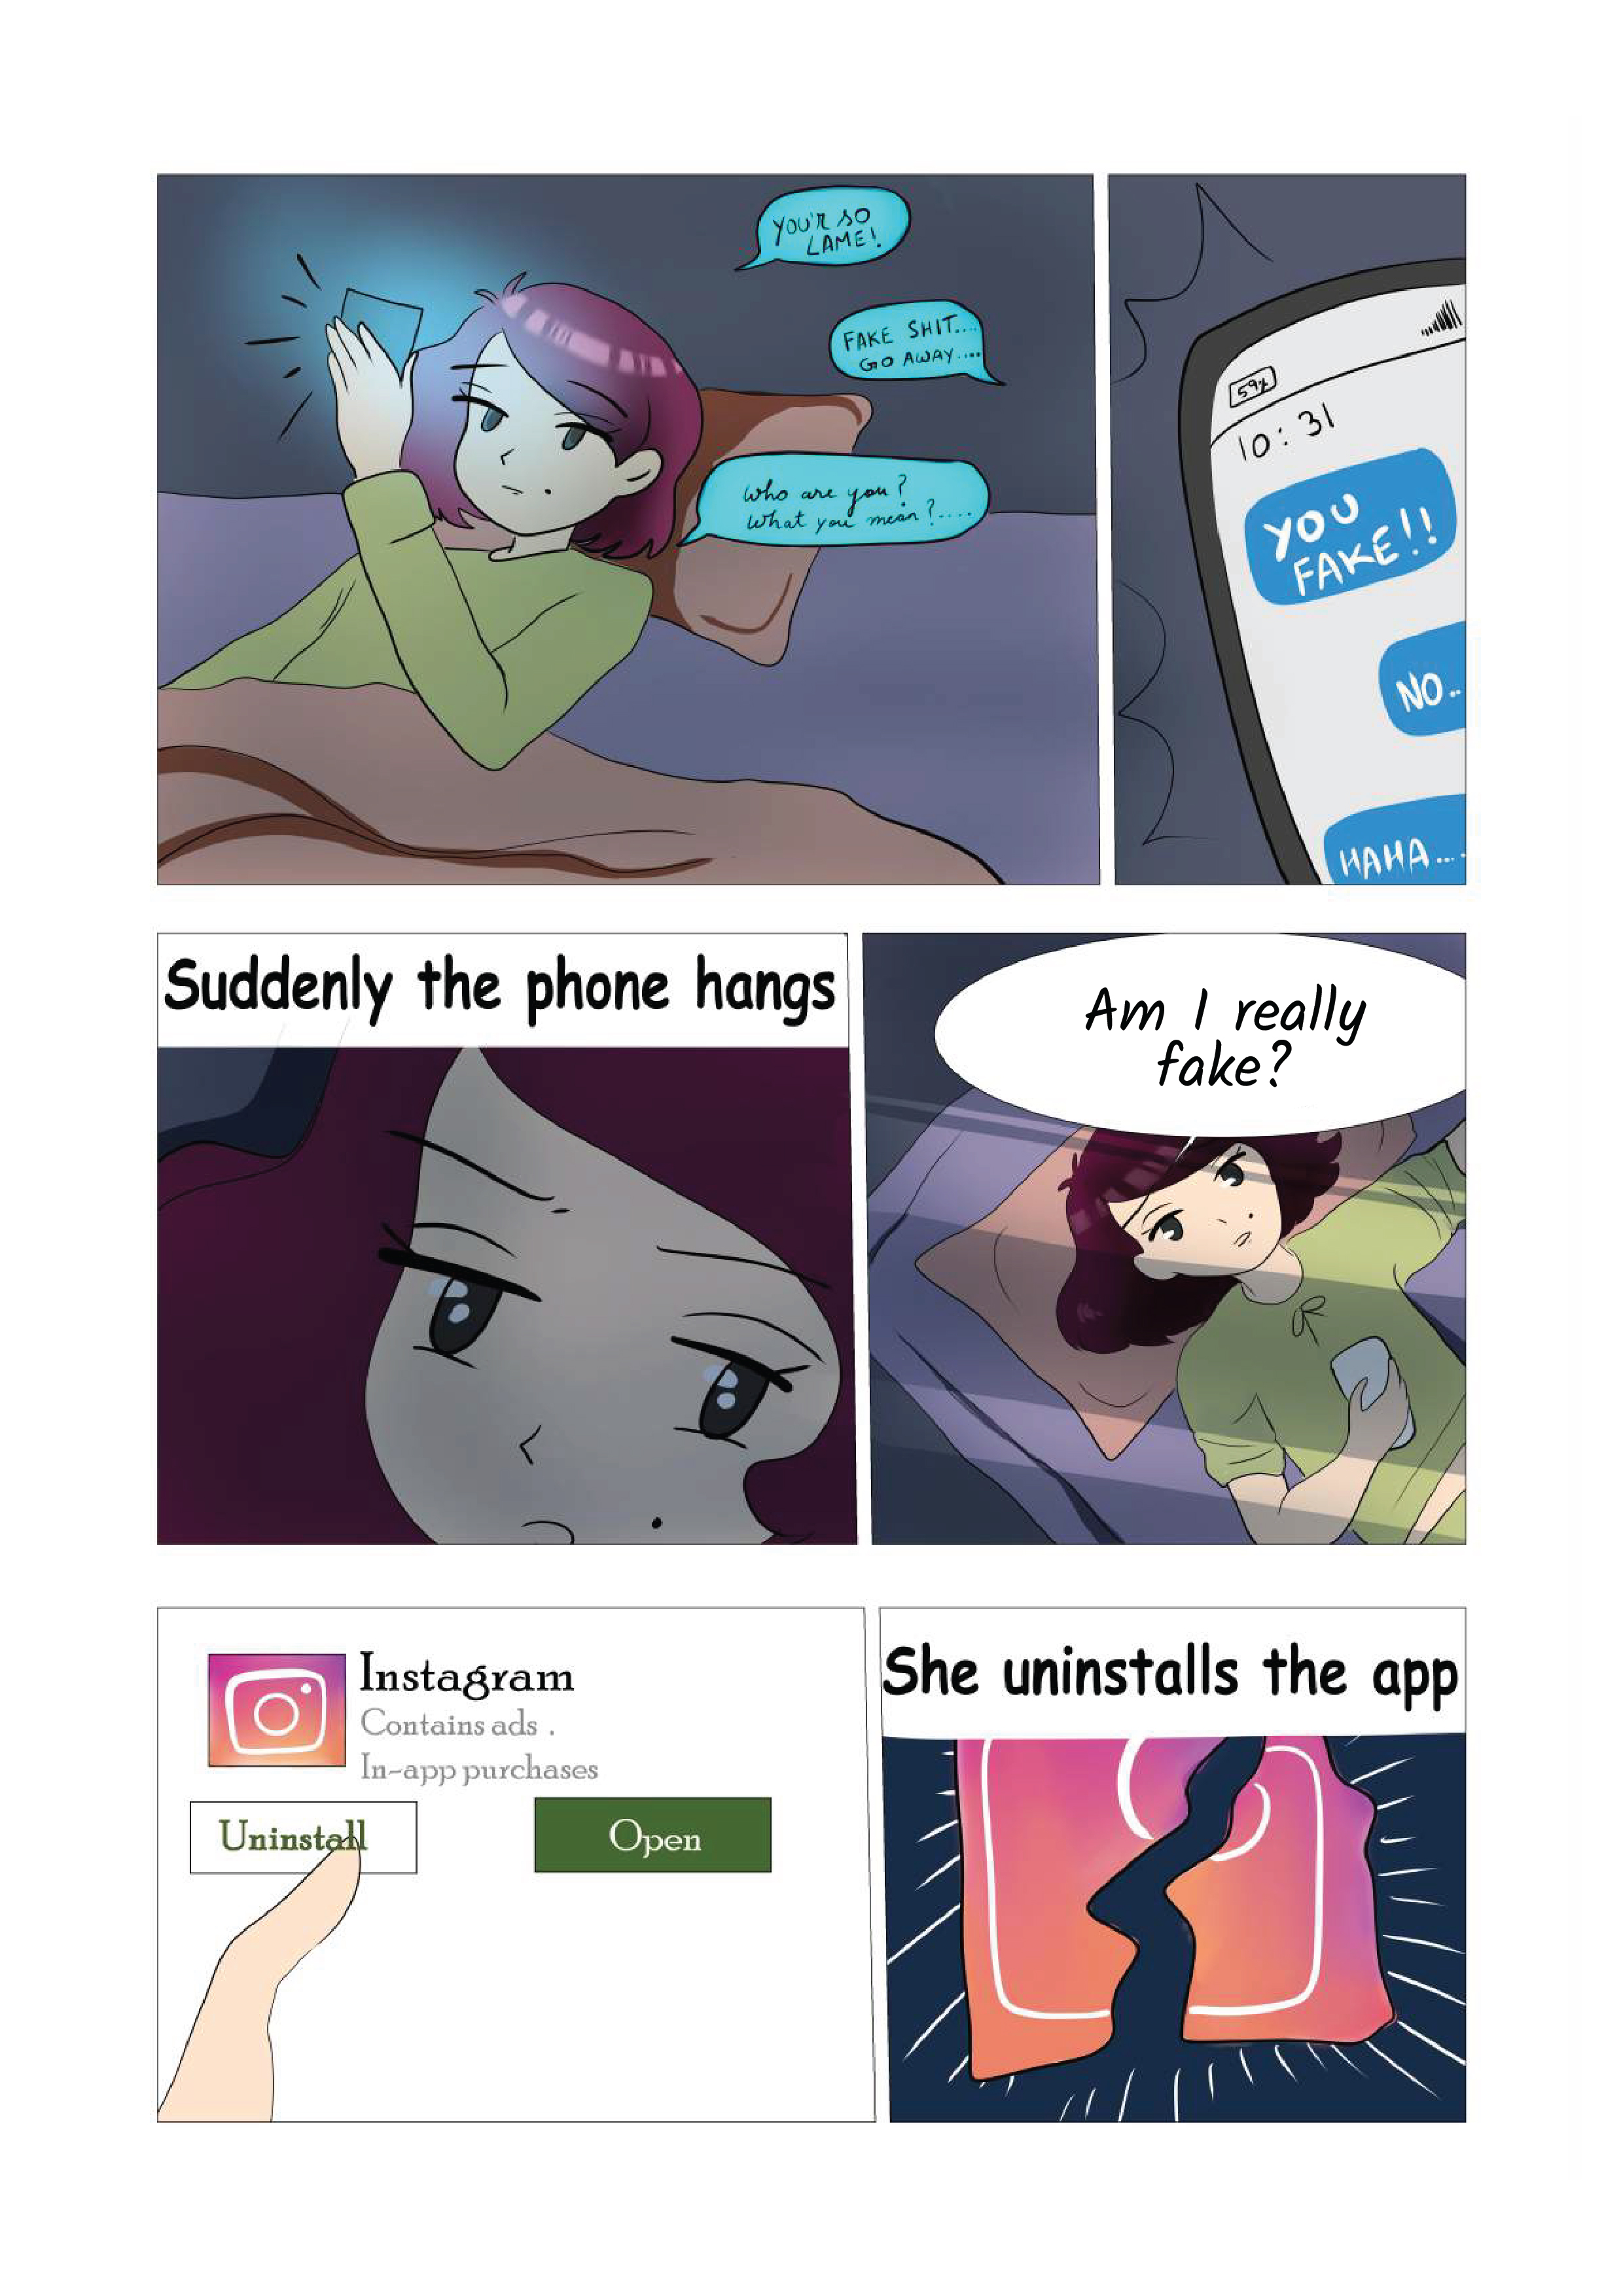 YOU'R SO
LAME!
FAKE SHIT....
GO AWAY.....
Who are you?
What you mean?....
59%
10:31
YOU
FAKE!!
NO..
HAHA....
Suddenly the phone hangs
Am I really
fake?
Instagram
Contains ads .
In-app purchases
Uninstall
Open
She uninstalls the app